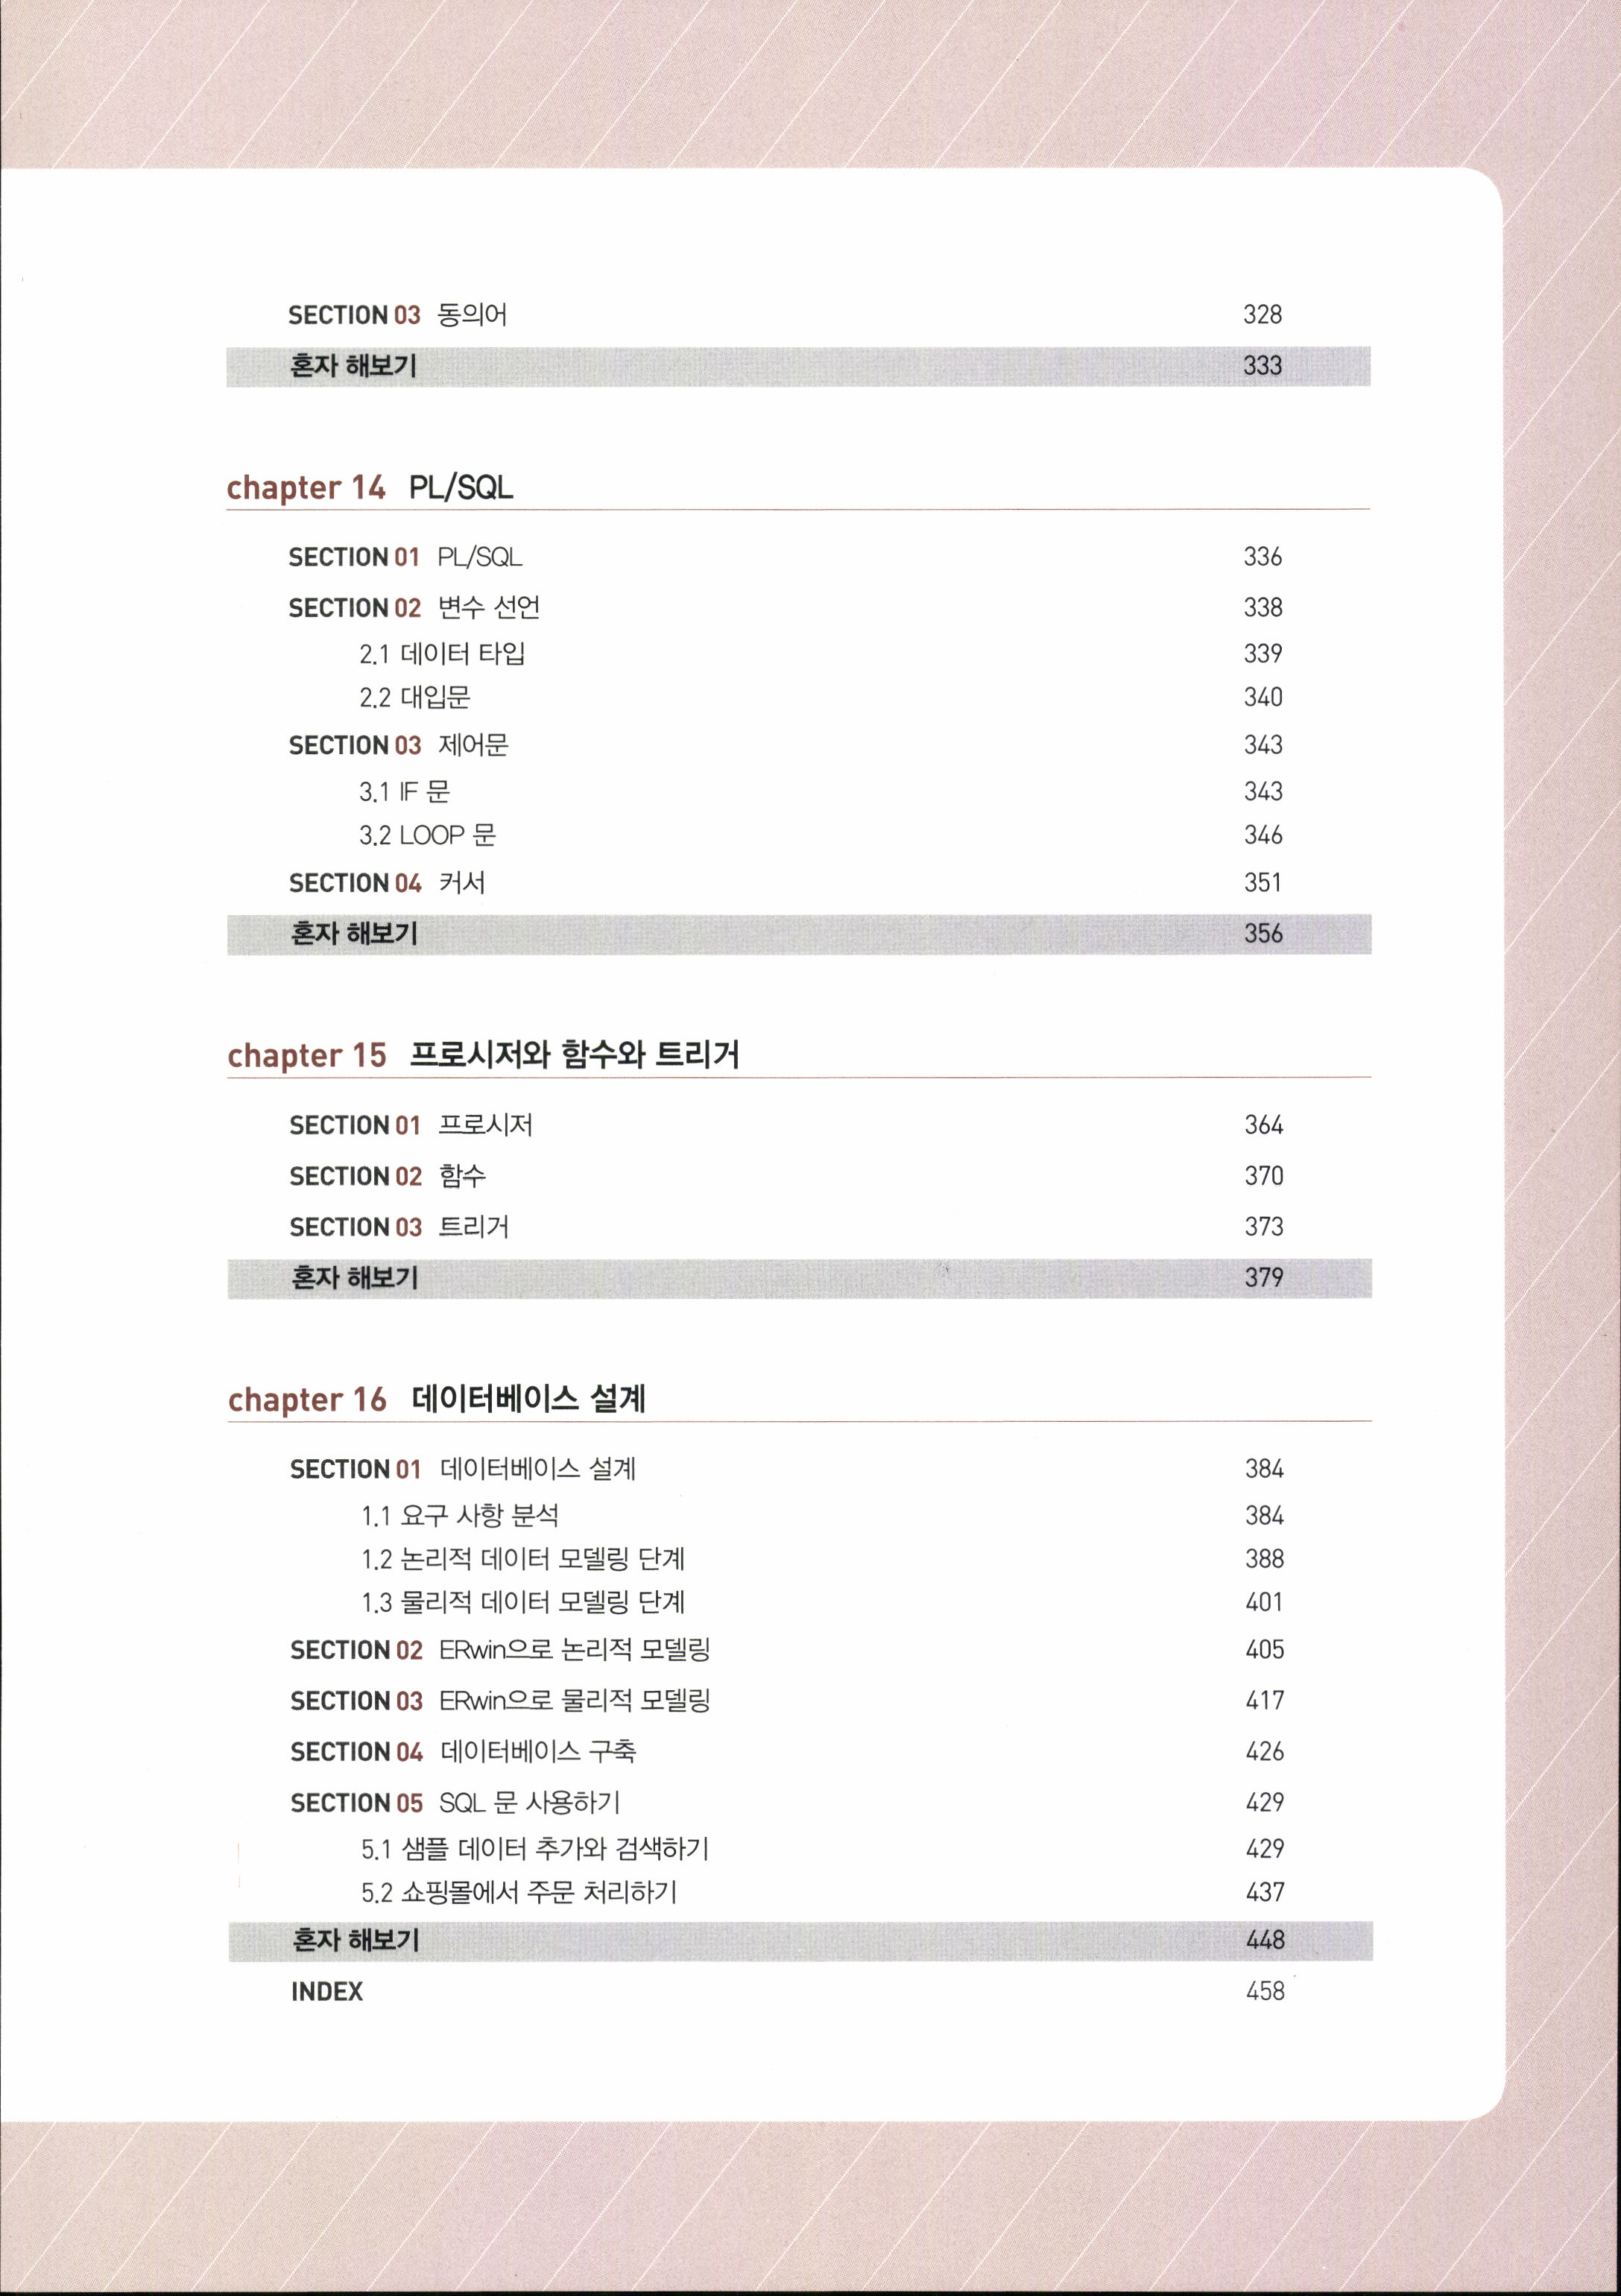 SECTION 03 동의어 328
혼자 해보기 333
chapter 14 PL/SQL
SECTION 01 PL/SQL 336
SECTION 02 변수 선언 338
2.1 데이터 타입 339
2.2 대입문 340
SECTION 03 제어문 343
3.1 IF 문 343
3.2 LOOP 문 346
SECTION 04 커서 351
혼자 해보기 356
chapter 15 프로시저와 함수와 트리거
SECTION 01 프로시저 364
SECTION 02 함수 370
SECTION 03 트리거 373
혼자 해보기 379
chapter 16 데이터베이스 설계
SECTION 01 데이터베이스 설계 384
1.1 요구 사항 분석 384
1.2 논리적 데이터 모델링 단계 388
1.3 물리적 데이터 모델링 단계 401
SECTION 02 ERwin으로 논리적 모델링 405
SECTION 03 ERwin으로 물리적 모델링 417
SECTION 04 데이터베이스 구축 426
SECTION 05 SQL 문 사용하기 429
5.1 샘플 데이터 추가와 검색하기 429
5.2 쇼핑몰에서 주문 처리하기 437
혼자 해보기 448
INDEX 458